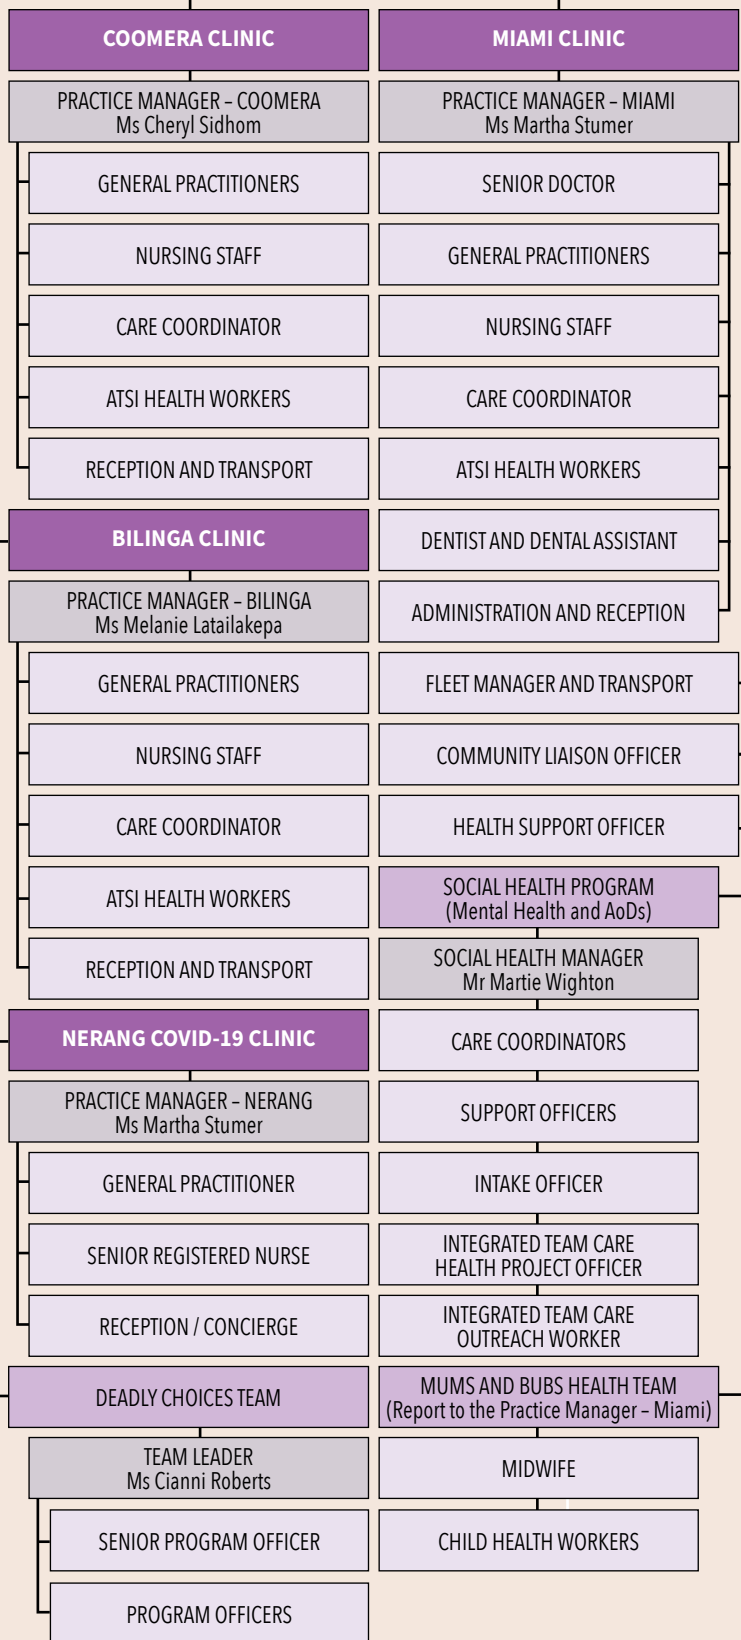 COOMERA CLINIC
PRACTICE MANAGER – COOMERA
Ms Cheryl Sidhom
GENERAL PRACTITIONERS
NURSING STAFF
CARE COORDINATOR
ATSI HEALTH WORKERS
RECEPTION AND TRANSPORT
BILINGA CLINIC
PRACTICE MANAGER – BILINGA
Ms Melanie Latailakepa
GENERAL PRACTITIONERS
NURSING STAFF
CARE COORDINATOR
ATSI HEALTH WORKERS
RECEPTION AND TRANSPORT
NERANG COVID-19 CLINIC
PRACTICE MANAGER – NERANG
Ms Martha Stumer
GENERAL PRACTITIONER
SENIOR REGISTERED NURSE
RECEPTION / CONCIERGE
DEADLY CHOICES TEAM
TEAM LEADER
Ms Cianni Roberts
SENIOR PROGRAM OFFICER
PROGRAM OFFICERS
MIAMI CLINIC
PRACTICE MANAGER – MIAMI
Ms Martha Stumer
SENIOR DOCTOR
GENERAL PRACTITIONERS
NURSING STAFF
CARE COORDINATOR
ATSI HEALTH WORKERS
DENTIST AND DENTAL ASSISTANT
ADMINISTRATION AND RECEPTION
FLEET MANAGER AND TRANSPORT
COMMUNITY LIAISON OFFICER
HEALTH SUPPORT OFFICER
SOCIAL HEALTH PROGRAM
(Mental Health and AoDs)
SOCIAL HEALTH MANAGER
Mr Martie Wighton
CARE COORDINATORS
SUPPORT OFFICERS
INTAKE OFFICER
INTEGRATED TEAM CARE
HEALTH PROJECT OFFICER
INTEGRATED TEAM CARE
OUTREACH WORKER
MUMS AND BUBS HEALTH TEAM
(Report to the Practice Manager – Miami)
MIDWIFE
CHILD HEALTH WORKERS